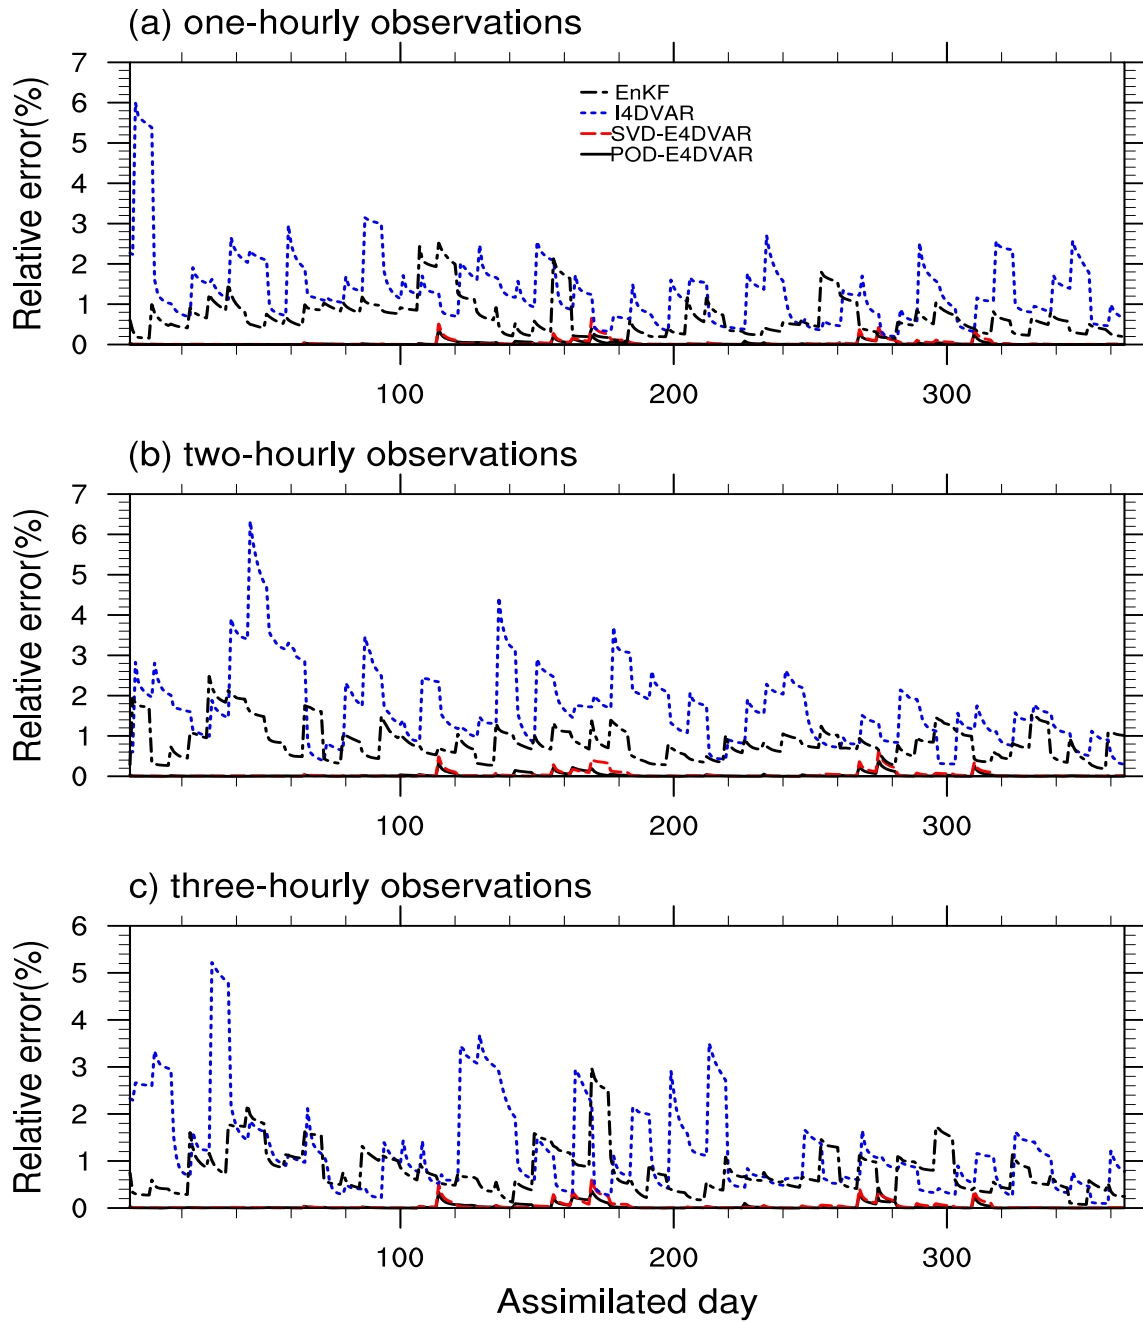 (a) one-hourly observations
7
6
5
4
3
2
1
0
Relative error(%)
EnKF
I4DVAR
SVD-E4DVAR
POD-E4DVAR
100
200
300
(b) two-hourly observations
7
6
5
4
3
2
1
0
Relative error(%)
100
200
300
c) three-hourly observations
6
5
4
3
2
1
0
Relative error(%)
100
200
300
Assimilated day